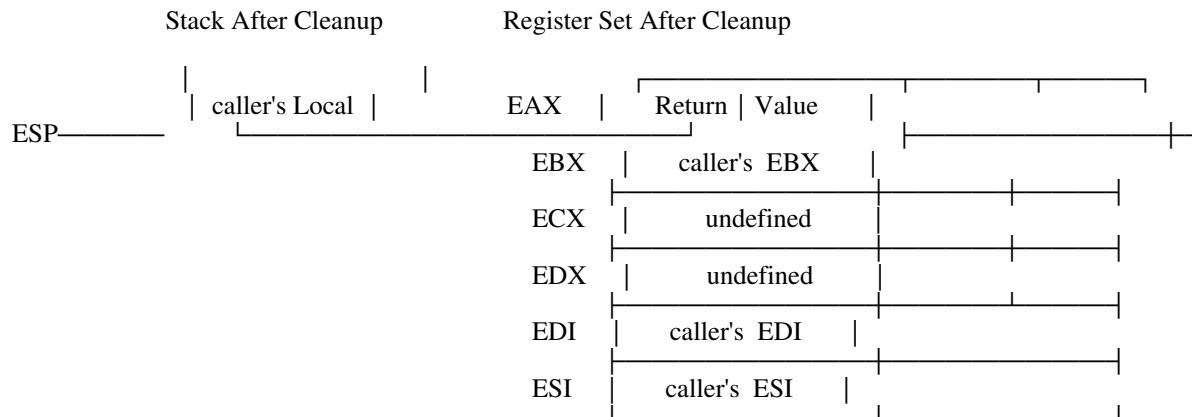 Stack After Cleanup Register Set After Cleanup
caller's Local EAX Return Value
ESP
EBX caller's EBX
ECX undefined
EDX undefined
EDI caller's EDI
ESI caller's ESI